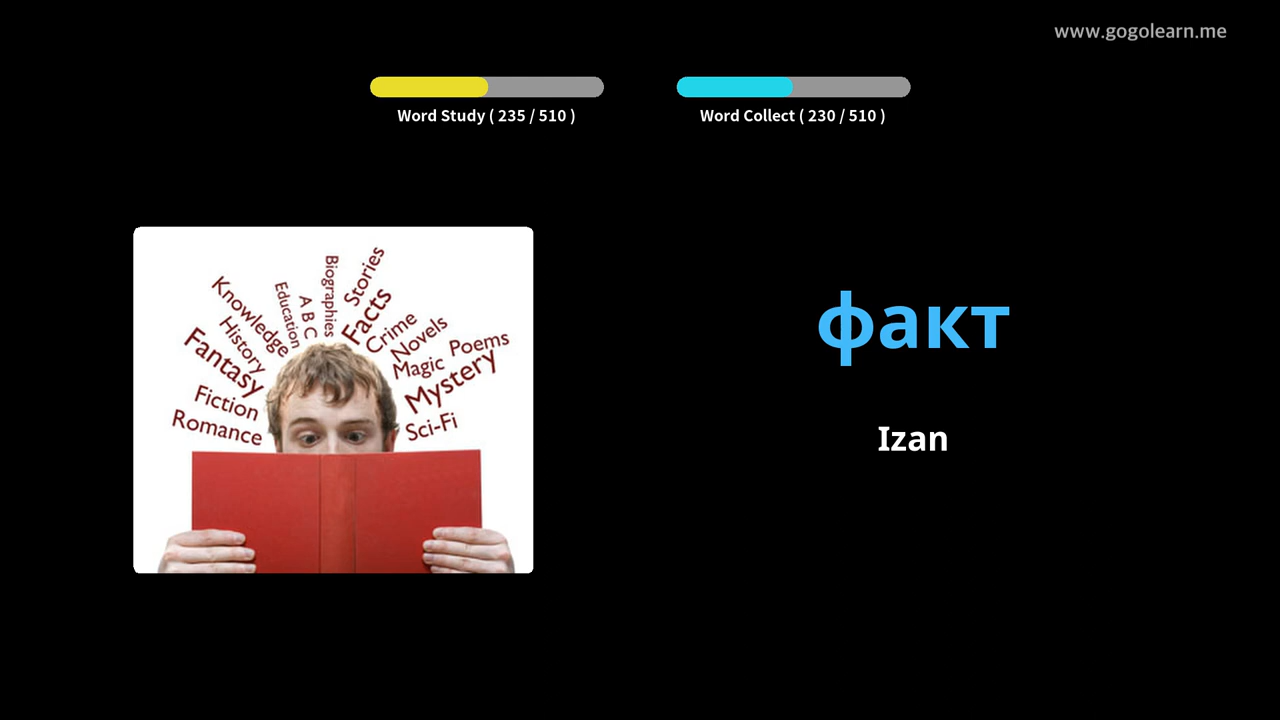 www.gogolearn.me
Word Study ( 235 / 510 )
Word Collect ( 230 / 510 )
Stories
Biographies
Facts
Education
A B C
Knowledge
Crime
History
Novels
Poems
Fantasy
Magic
Mystery
Fiction
Romance
Sci-Fi
факт
Izan